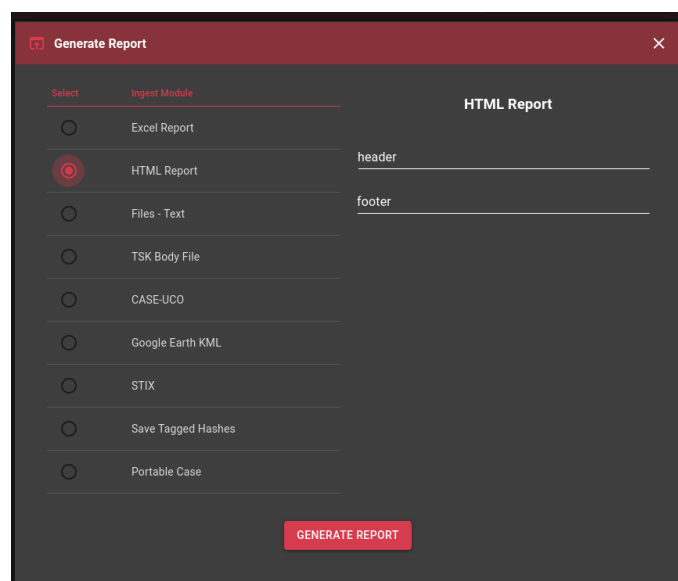 Generate Report
Select Ingest Module
Excel Report
HTML Report
Files - Text
TSK Body File
CASE-UCO
Google Earth KML
STIX
Save Tagged Hashes
Portable Case
HTML Report
header
footer
GENERATE REPORT